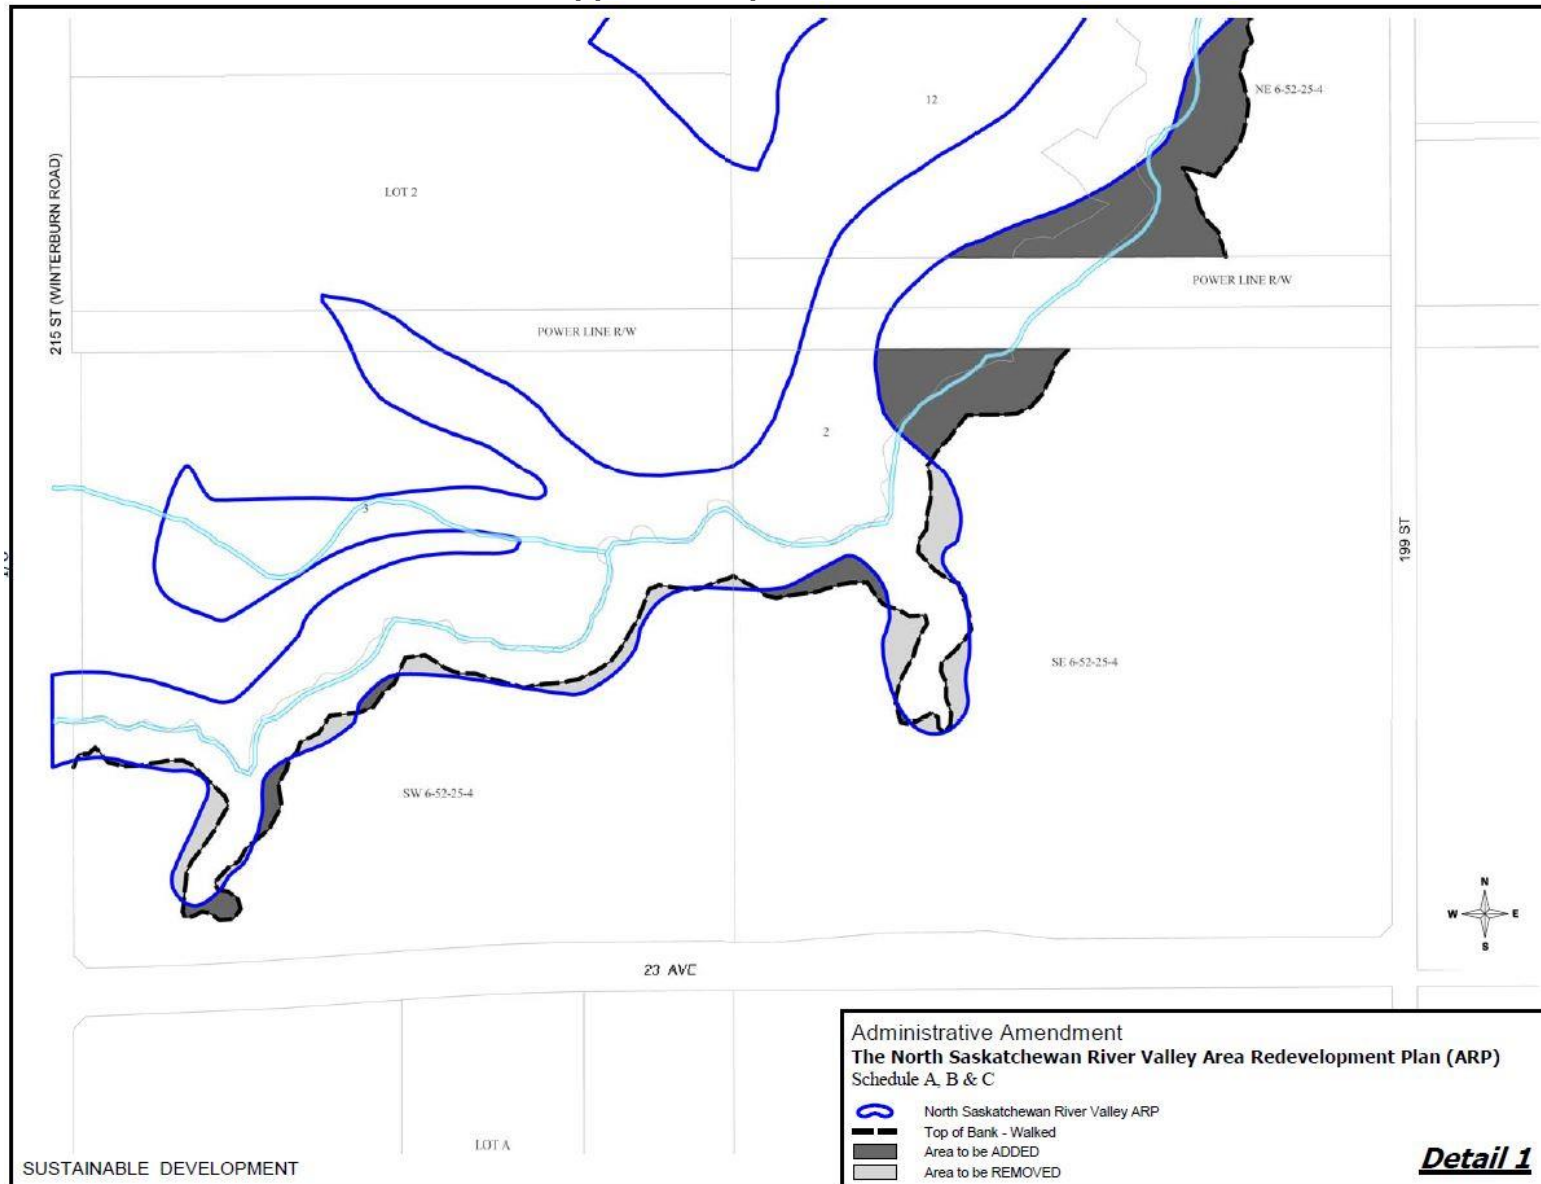 12
NE 6-52-25-4
LOT 2
215 ST (WINTERBURN ROAD)
POWER LINE R/W
POWER LINE R/W
2
3
199 ST
SE 6-52-25-4
SW 6-52-25-4
N
W E
S
23 AVE
LOT A
SUSTAINABLE DEVELOPMENT
Administrative Amendment
The North Saskatchewan River Valley Area Redevelopment Plan (ARP)
Schedule A, B & C
North Saskatchewan River Valley ARP
Top of Bank - Walked
Area to be ADDED
Area to be REMOVED
Detail 1